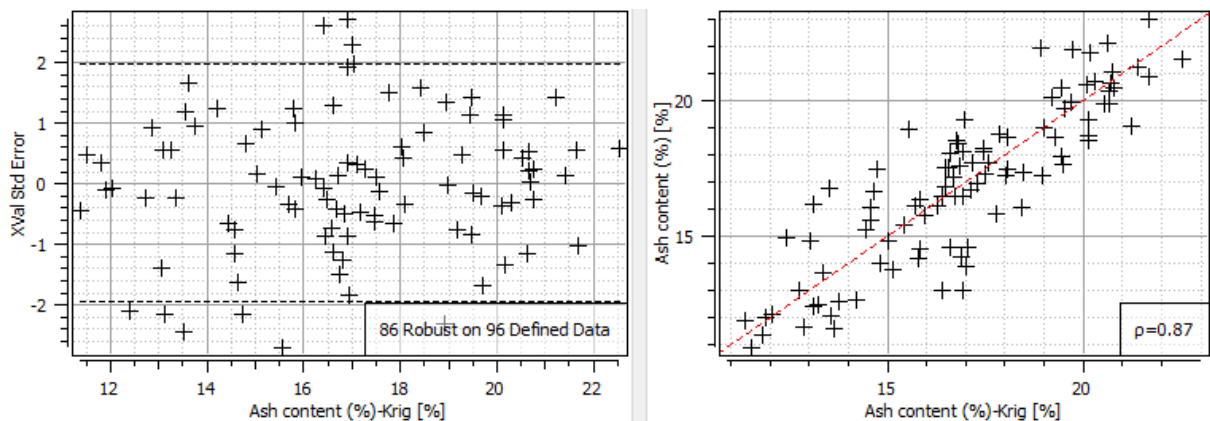 XVal Std Error
2
1
0
-1
-2
86 Robust on 96 Defined Data
12 14 16 18 20 22
Ash content (%)-Krig [%]
Ash content (%) [%]
20
15
ρ=0.87
15 20
Ash content (%)-Krig [%]